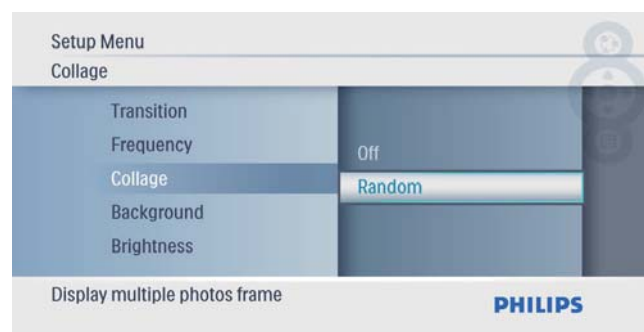 Setup Menu
Collage
Transition
Frequency
Collage
Background
Brightness
Off
Random
Display multiple photos frame
PHILIPS